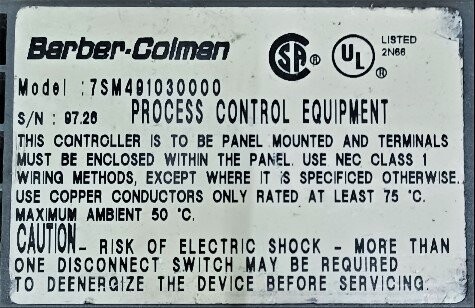 Barber-Colman
CSA ® UL ® LISTED
2N66
Model :7SM491030000
S/N : 97.26 PROCESS CONTROL EQUIPMENT
THIS CONTROLLER IS TO BE PANEL MOUNTED AND TERMINALS
MUST BE ENCLOSED WITHIN THE PANEL. USE NEC CLASS 1
WIRING METHODS, EXCEPT WHERE IT IS SPECIFICED OTHERWISE.
USE COPPER CONDUCTORS ONLY RATED AT LEAST 75 °C.
MAXIMUM AMBIENT 50 °C.
CAUTION - RISK OF ELECTRIC SHOCK - MORE THAN
ONE DISCONNECT SWITCH MAY BE REQUIRED
TO DEENERGIZE THE DEVICE BEFORE SERVICING.